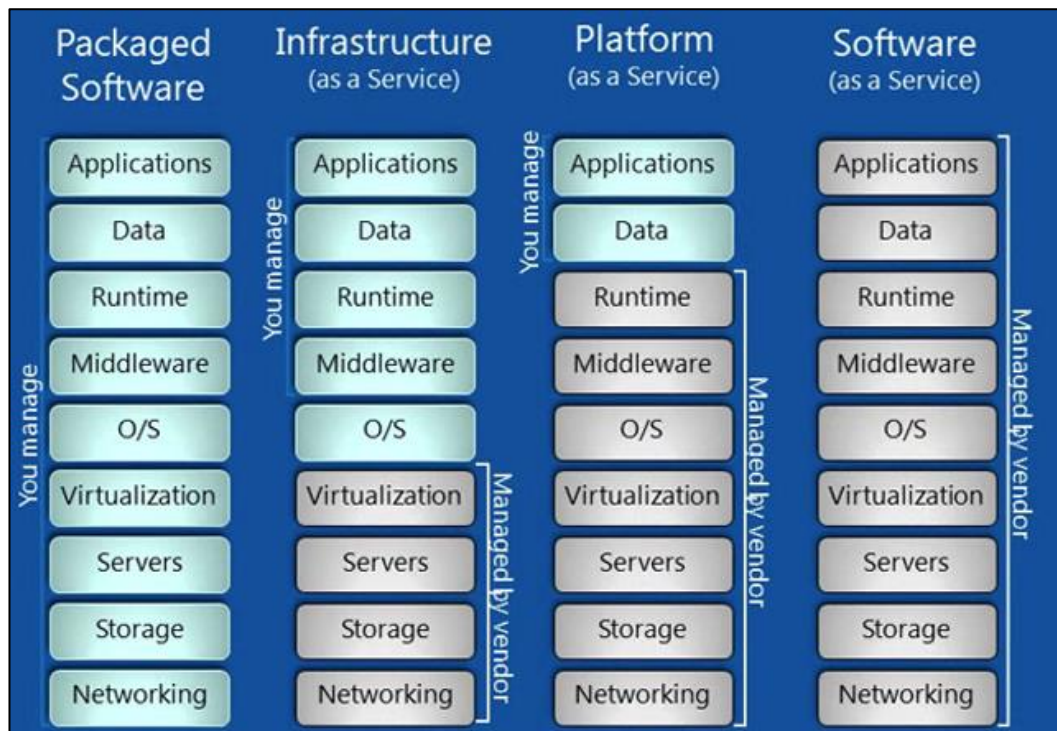 Packaged
Software
You manage
Applications
Data
Runtime
Middleware
O/S
Virtualization
Servers
Storage
Networking
Infrastructure
(as a Service)
You manage
Applications
Data
Runtime
Middleware
O/S
Virtualization
Servers
Storage
Networking
Managed by vendor
Platform
(as a Service)
You manage
Applications
Data
Runtime
Middleware
O/S
Virtualization
Servers
Storage
Networking
Managed by vendor
Software
(as a Service)
Applications
Data
Runtime
Middleware
O/S
Virtualization
Servers
Storage
Networking
Managed by vendor